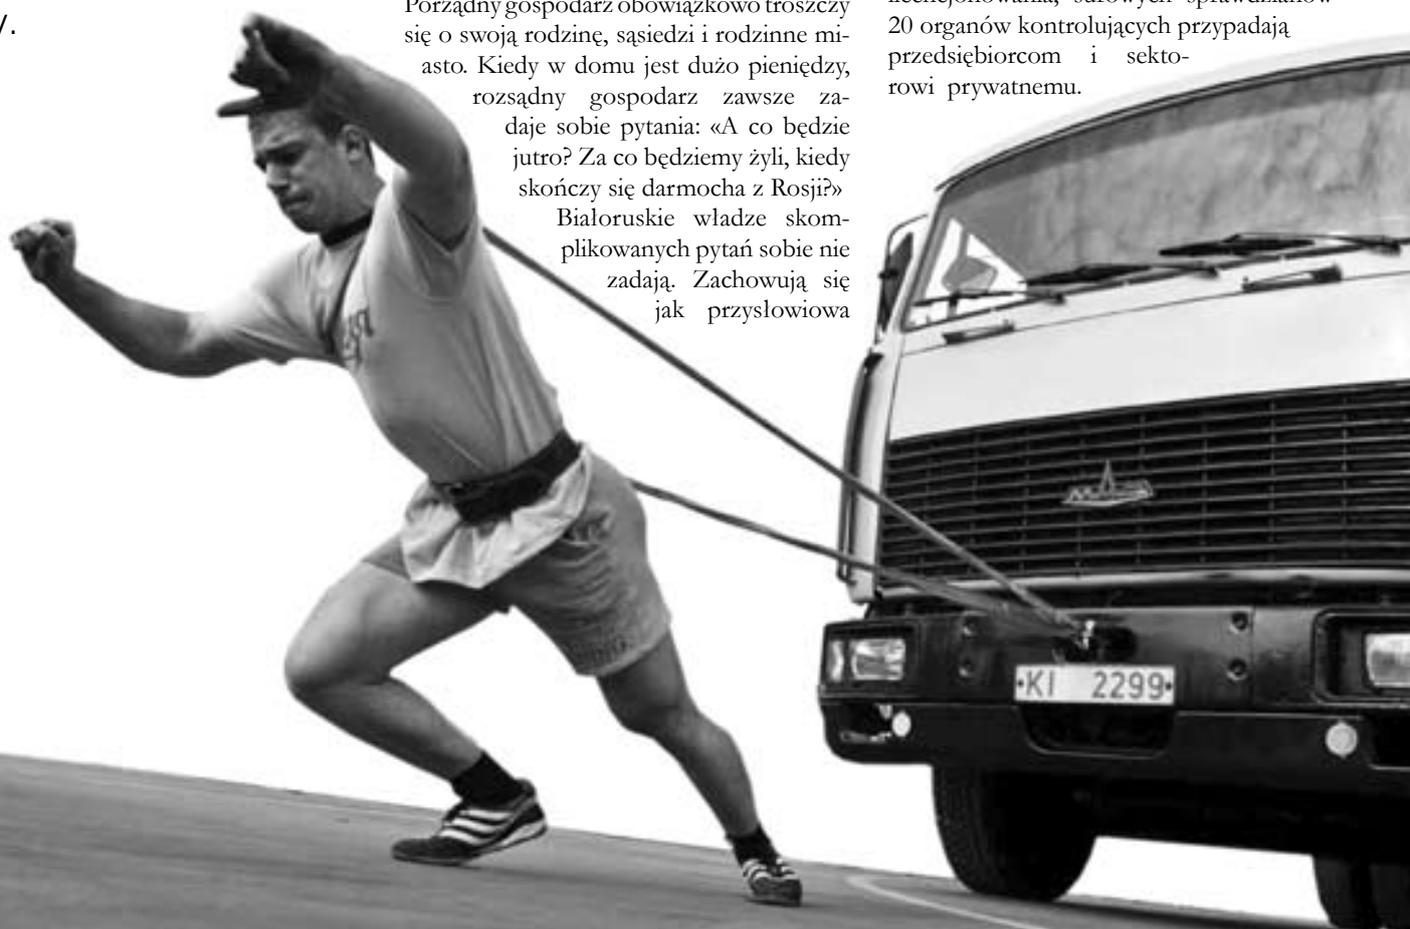 y.
Porządny gospodarz obowiązkowo troszczy
się o swoją rodzinę, sąsiedzi i rodzinne mi-
asto. Kiedy w domu jest dużo pieniędzy,
rozsądny gospodarz zawsze za-
daje sobie pytania: «A co będzie
jutro? Za co będziemy żyli, kiedy
skończy się darmocha z Rosji?»
Białoruskie władze skom-
plikowanych pytań sobie nie
zadają. Zachowują się
jak przysłowiowa
licencjonowania, surowych sprawdzianów
20 organów kontrolujących przypadają
przedsiębiorcom i sekto-
rowi prywatnemu.
KI 2299